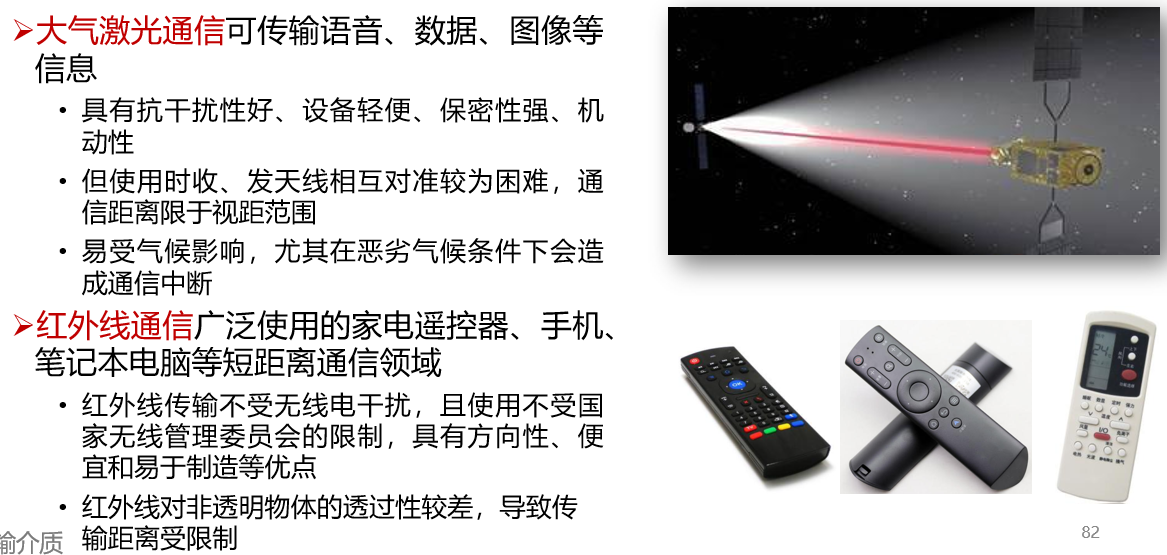 ➢大气激光通信可传输语音、数据、图像等
信息
• 具有抗干扰性好、设备轻便、保密性强、机
动性
• 但使用时收、发天线相互对准较为困难，通
信距离限于视距范围
• 易受气候影响，尤其在恶劣气候条件下会造
成通信中断
➢红外线通信广泛使用的家电遥控器、手机、
笔记本电脑等短距离通信领域
• 红外线传输不受无线电干扰，且使用不受国
家无线管理委员会的限制，具有方向性、便
宜和易于制造等优点
• 红外线对非透明物体的透过性较差，导致传
输距离受限制
输介质
OK
I/O
82